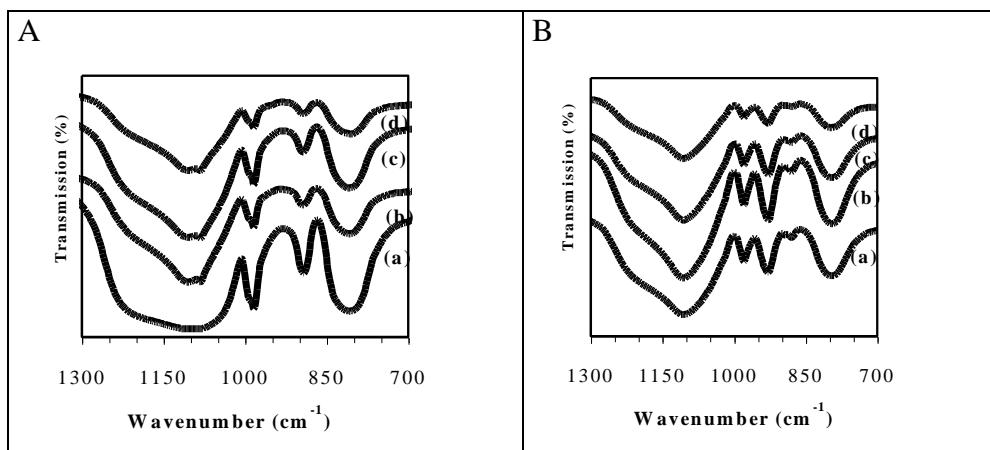 A
Transmission (%)
(d)
(c)
(b)
(a)
1300 1150 1000 850 700
Wavenumber (cm-1)
B
Transmission (%)
(d)
(c)
(b)
(a)
1300 1150 1000 850 700
Wavenumber (cm-1)